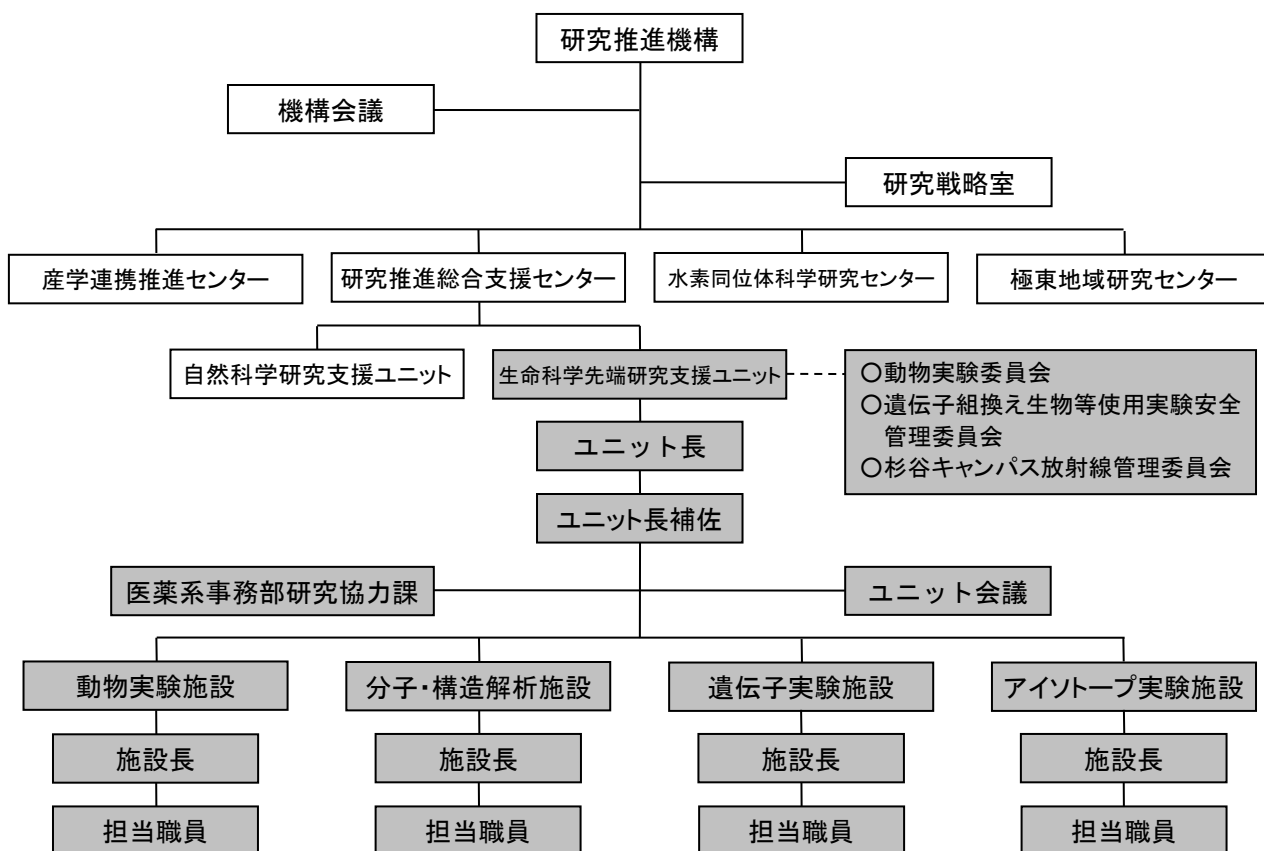 研究推進機構
機構会議
研究戦略室
産学連携推進センター
研究推進総合支援センター
水素同位体科学研究センター
極東地域研究センター
自然科学研究支援ユニット
生命科学先端研究支援ユニット
○動物実験委員会
○遺伝子組換え生物等使用実験安全
管理委員会
○杉谷キャンパス放射線管理委員会
ユニット長
ユニット長補佐
医薬系事務部研究協力課
ユニット会議
動物実験施設
分子・構造解析施設
遺伝子実験施設
アイソトープ実験施設
施設長
施設長
施設長
施設長
担当職員
担当職員
担当職員
担当職員